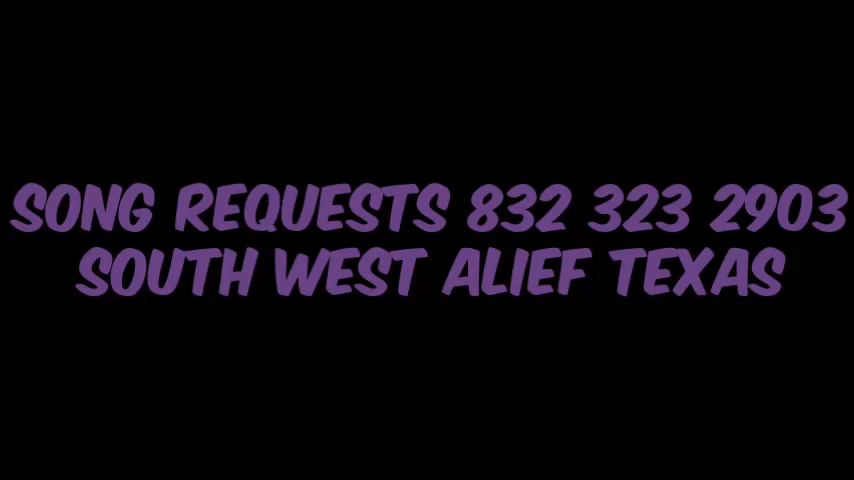 SONG REQUESTS 832 323 2903
SOUTH WEST ALIEF TEXAS